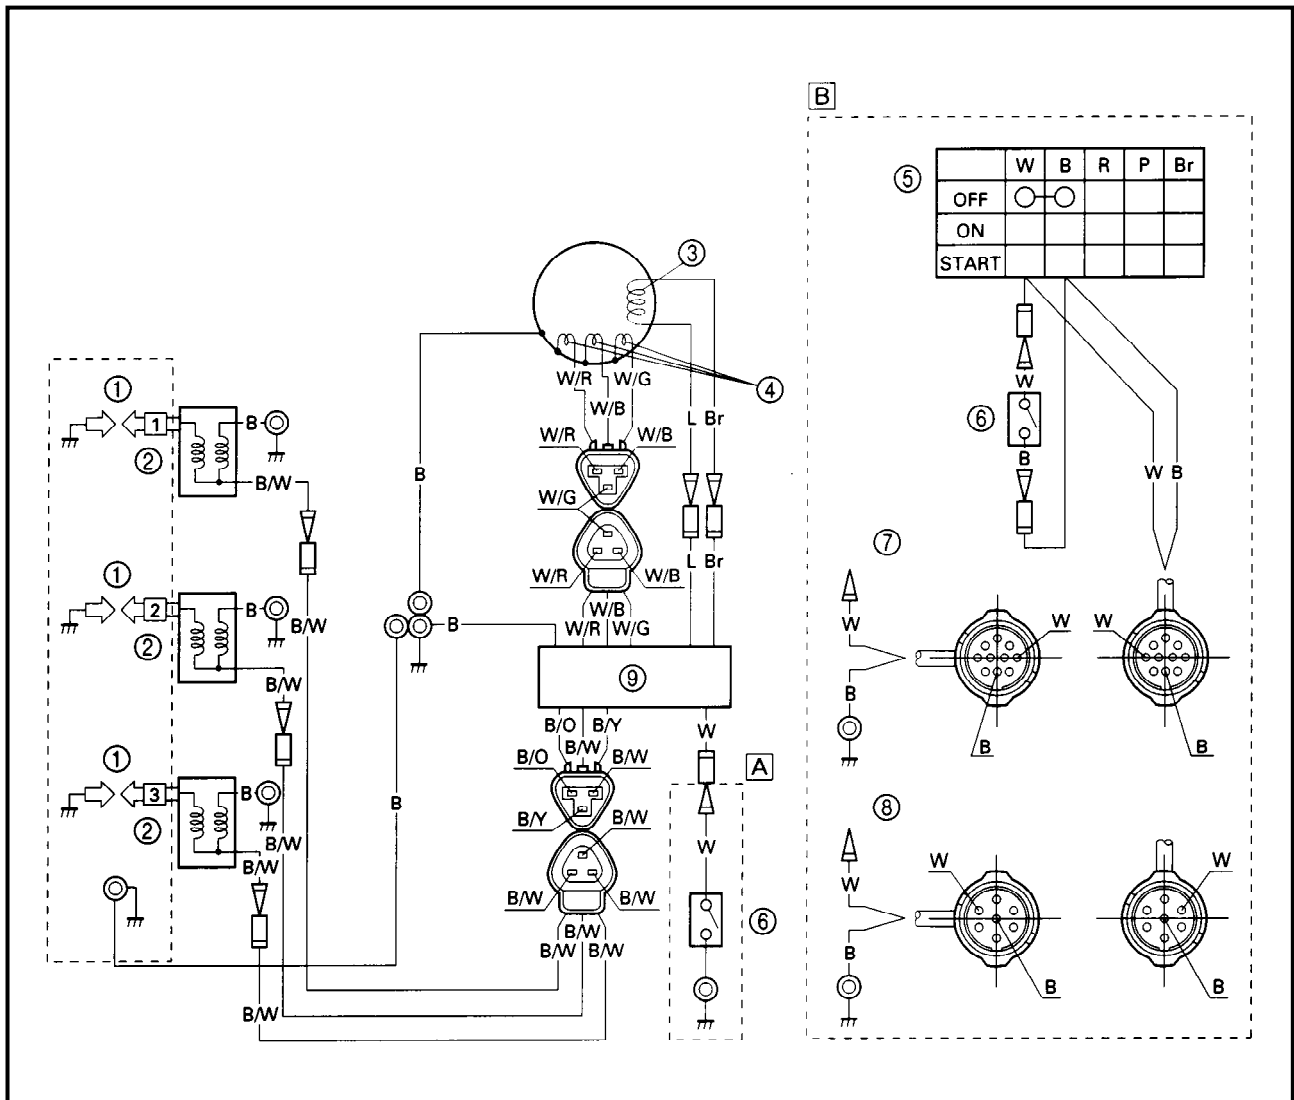 B
W B R P Br
⑤
OFF
ON
START
③
W/R W/G
④
W/B
L Br
①
1
B
②
B/W
W/R W/B
B
W/G
W
⑥
B
W B
⑦
L Br
W/R W/B
①
2
B
②
B/W
W/B
W/R W/G
B
W
W W
B/W
⑨
B
B B
B/O B/Y
B/W
W
B/O B/W
A
①
3
B
②
B
B/Y B/W
⑧
B/W
B/W
W
W
W W
B/W B/W
⑥
B/W
B/W B/W
B
B B
B/W